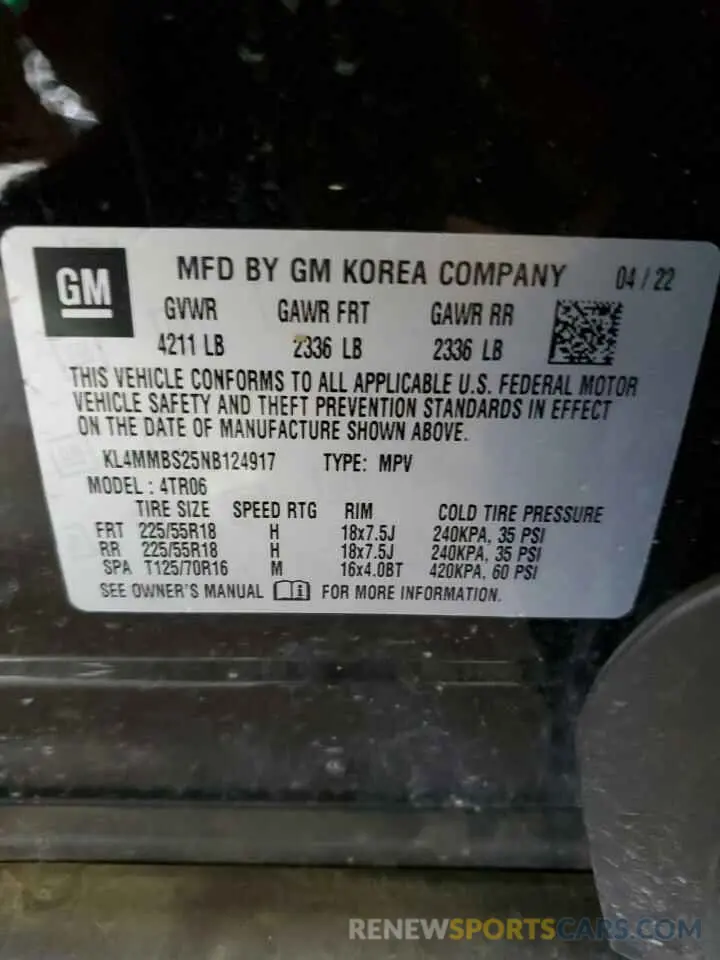 GM
MFD BY GM KOREA COMPANY 04 / 22
GVWR GAWR FRT GAWR RR
4211 LB 2336 LB 2336 LB
THIS VEHICLE CONFORMS TO ALL APPLICABLE U.S. FEDERAL MOTOR
VEHICLE SAFETY AND THEFT PREVENTION STANDARDS IN EFFECT
ON THE DATE OF MANUFACTURE SHOWN ABOVE.
KL4MMBS25NB124917 TYPE: MPV
MODEL : 4TR06
TIRE SIZE SPEED RTG RIM COLD TIRE PRESSURE
FRT 225/55R18 H 18x7.5J 240KPA, 35 PSI
RR 225/55R18 H 18x7.5J 240KPA, 35 PSI
SPA T125/70R16 M 16x4.0BT 420KPA, 60 PSI
SEE OWNER'S MANUAL i FOR MORE INFORMATION.
RENEWSPORTSCARS.COM